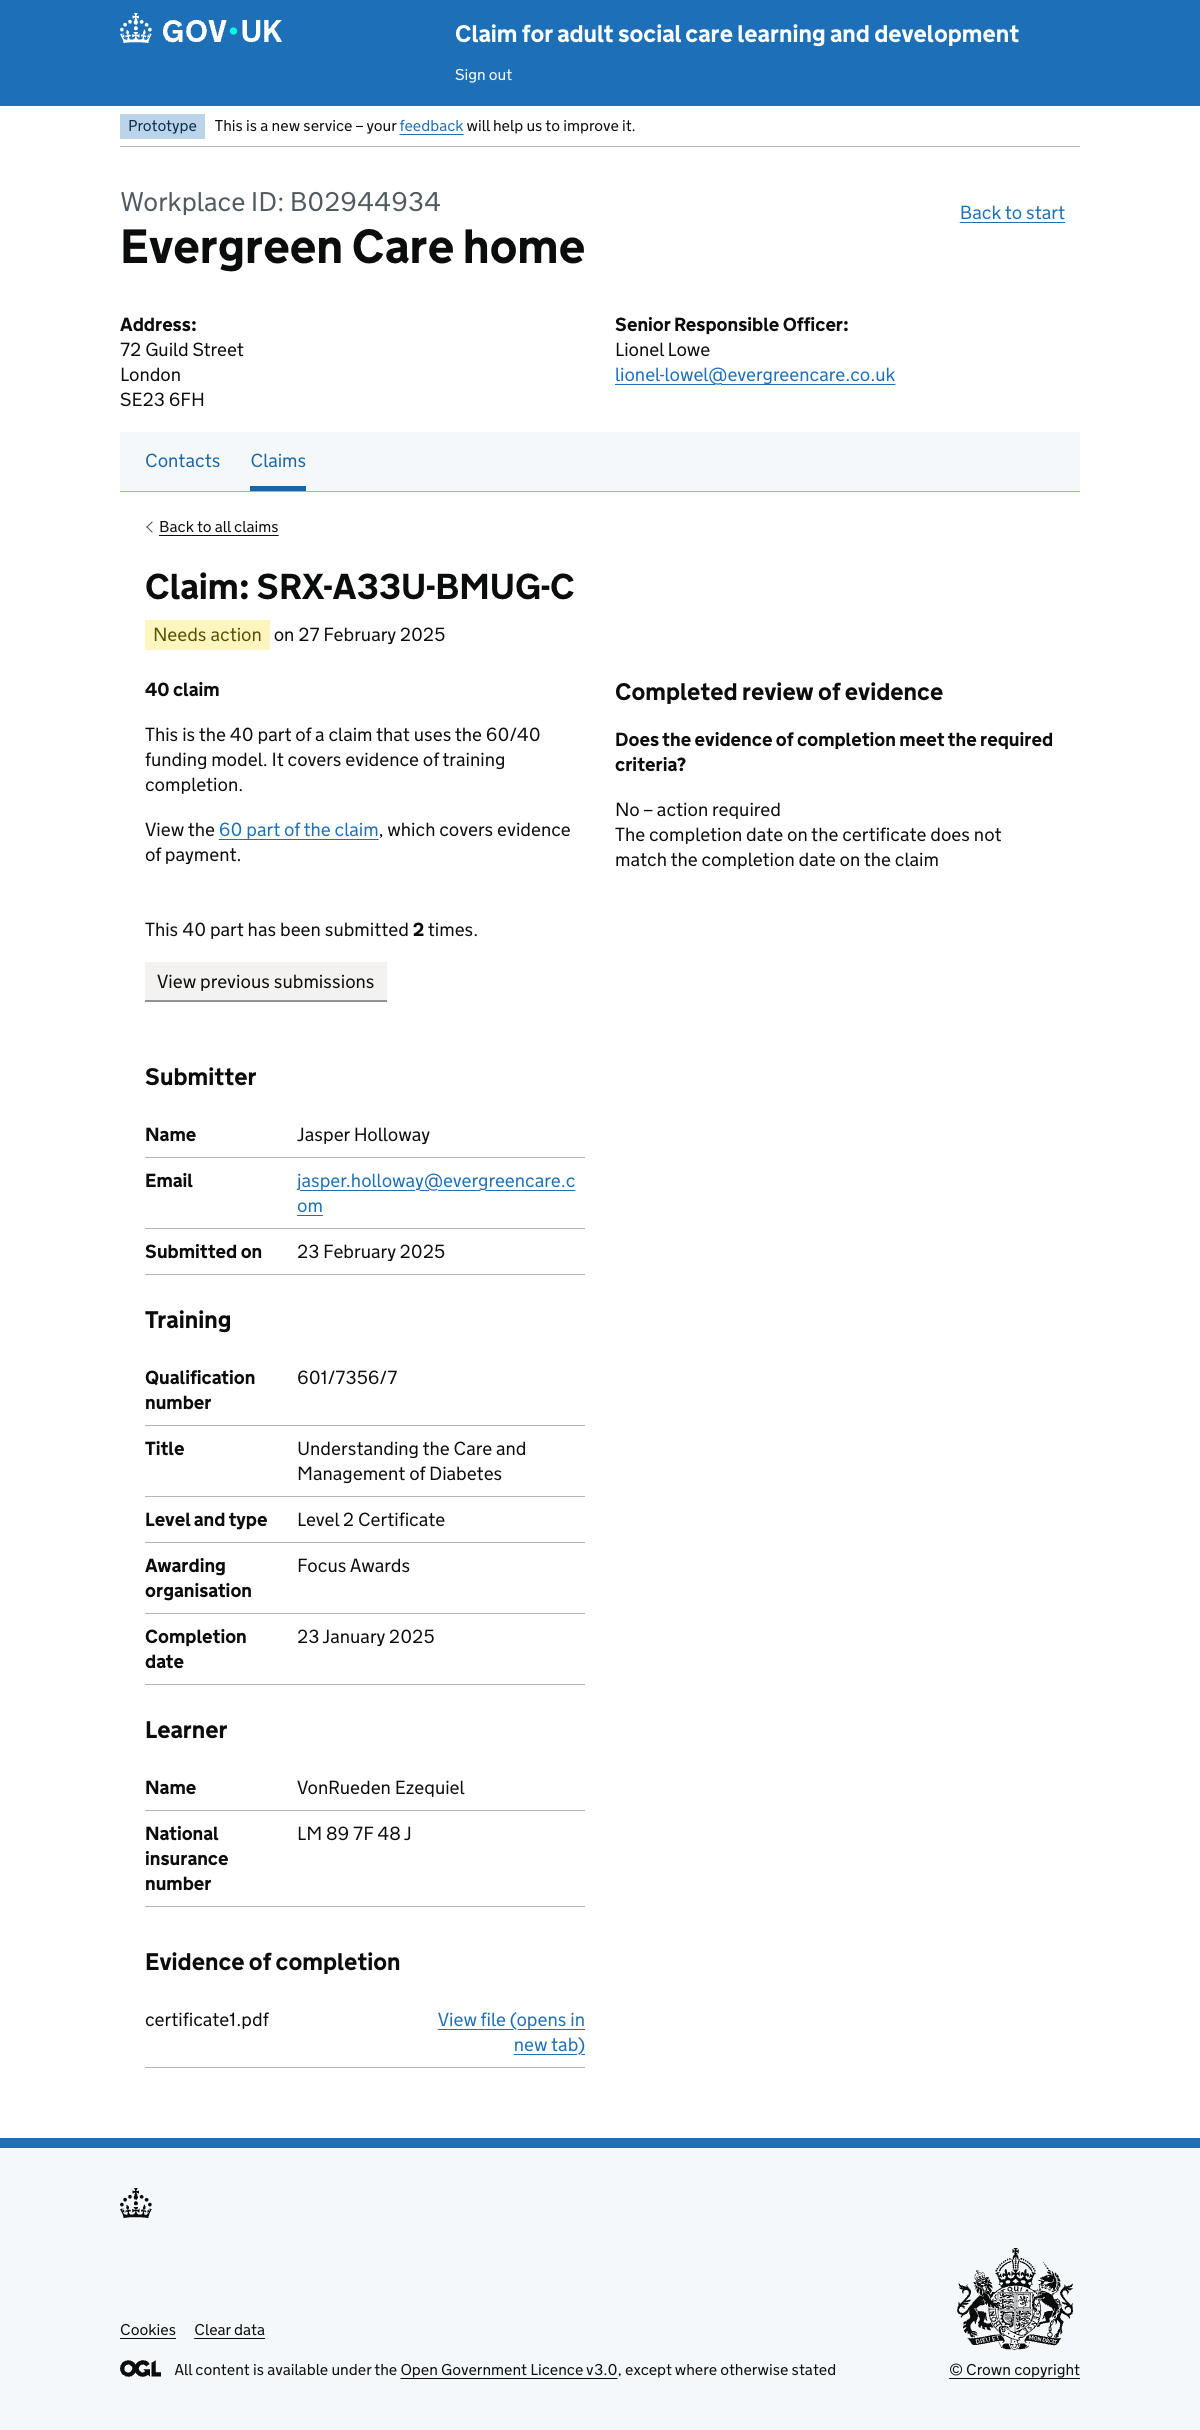 GOV·UK
Claim for adult social care learning and development
Sign out
Prototype
This is a new service – your feedback will help us to improve it.
Workplace ID: B02944934
Evergreen Care home
Back to start
Address:
72 Guild Street
London
SE23 6FH
Senior Responsible Officer:
Lionel Lowe
lionel-lowel@evergreencare.co.uk
Contacts
Claims
Back to all claims
Claim: SRX-A33U-BMUG-C
Needs action on 27 February 2025
40 claim
This is the 40 part of a claim that uses the 60/40
funding model. It covers evidence of training
completion.
View the 60 part of the claim, which covers evidence
of payment.
Completed review of evidence
Does the evidence of completion meet the required
criteria?
No – action required
The completion date on the certificate does not
match the completion date on the claim
This 40 part has been submitted 2 times.
View previous submissions
Submitter
Name
Jasper Holloway
Email
jasper.holloway@evergreencare.c
om
Submitted on
23 February 2025
Training
Qualification
number
601/7356/7
Title
Understanding the Care and
Management of Diabetes
Level and type
Level 2 Certificate
Awarding
organisation
Focus Awards
Completion
date
23 January 2025
Learner
Name
VonRueden Ezequiel
National
insurance
number
LM 89 7F 48 J
Evidence of completion
certificate1.pdf
View file (opens in
new tab)
Cookies
Clear data
OGL
All content is available under the Open Government Licence v3.0, except where otherwise stated
© Crown copyright